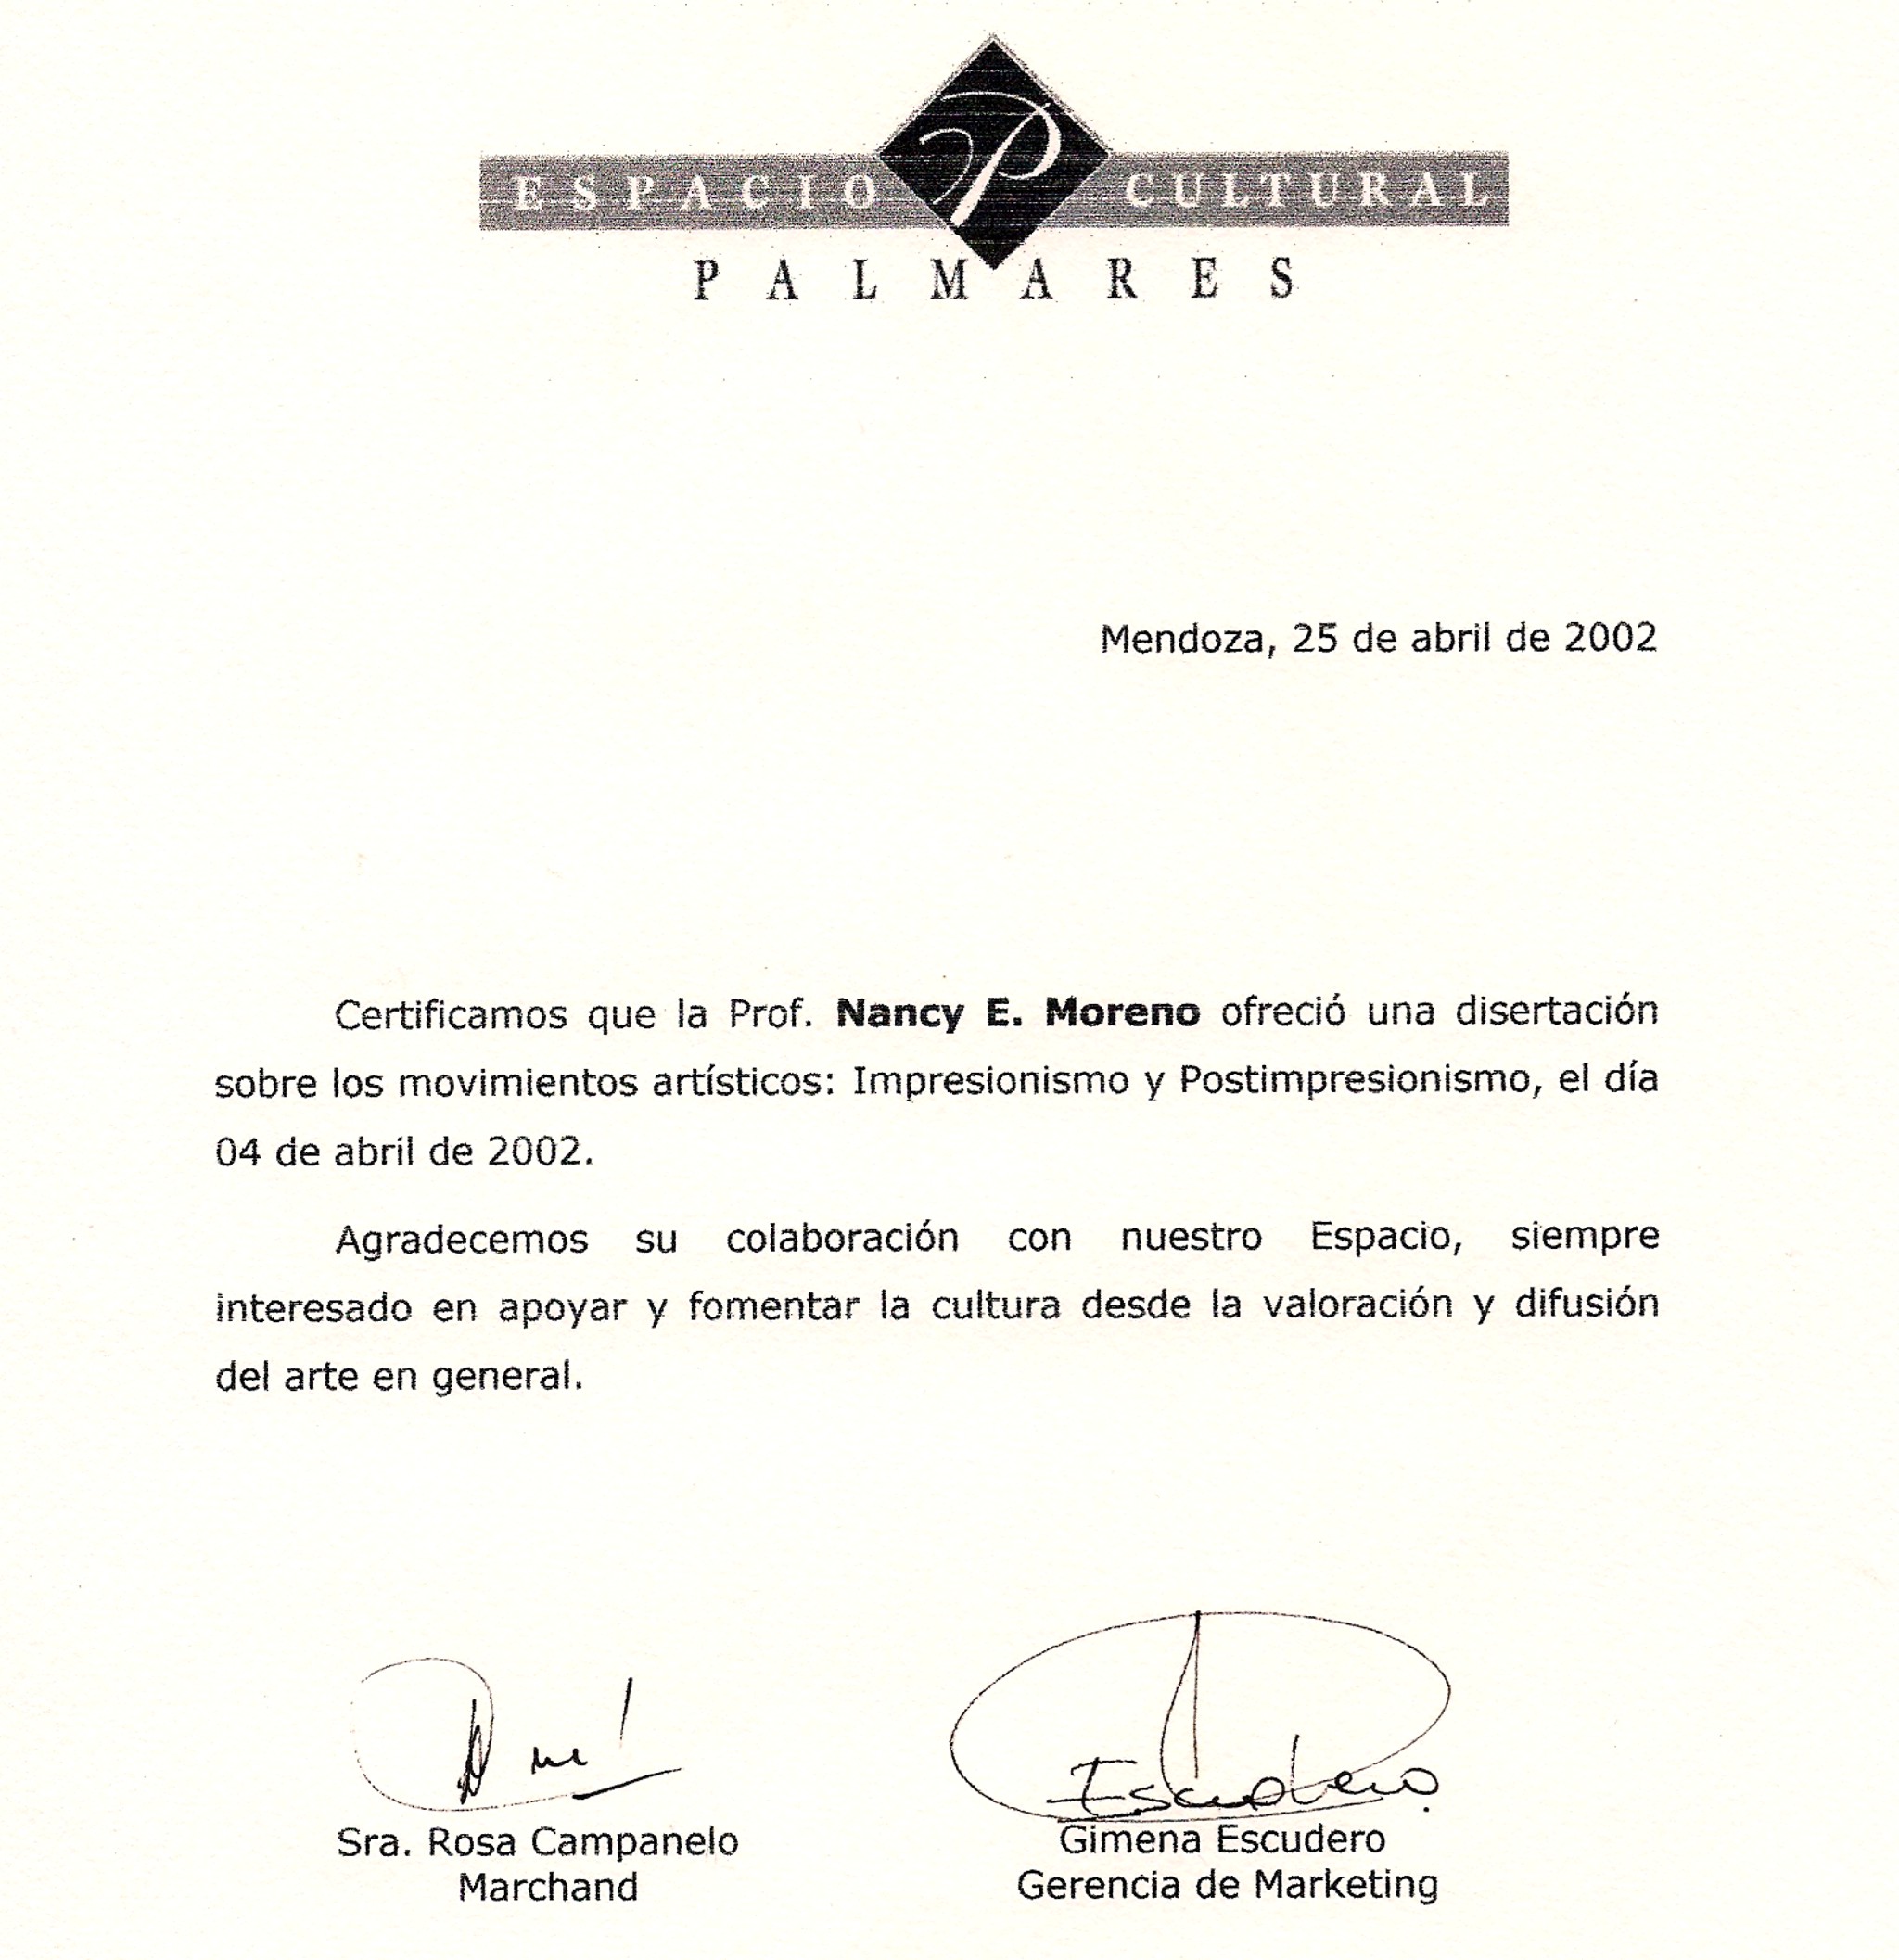 ESPACIO P CULTURAL
PALMARES
Mendoza, 25 de abril de 2002
Certificamos que la Prof. Nancy E. Moreno ofreció una disertación
sobre los movimientos artísticos: Impresionismo y Postimpresionismo, el día
04 de abril de 2002.
Agradecemos su colaboración con nuestro Espacio, siempre
interesado en apoyar y fomentar la cultura desde la valoración y difusión
del arte en general.
Escudero
Sra. Rosa Campanelo
Marchand
Gimena Escudero
Gerencia de Marketing